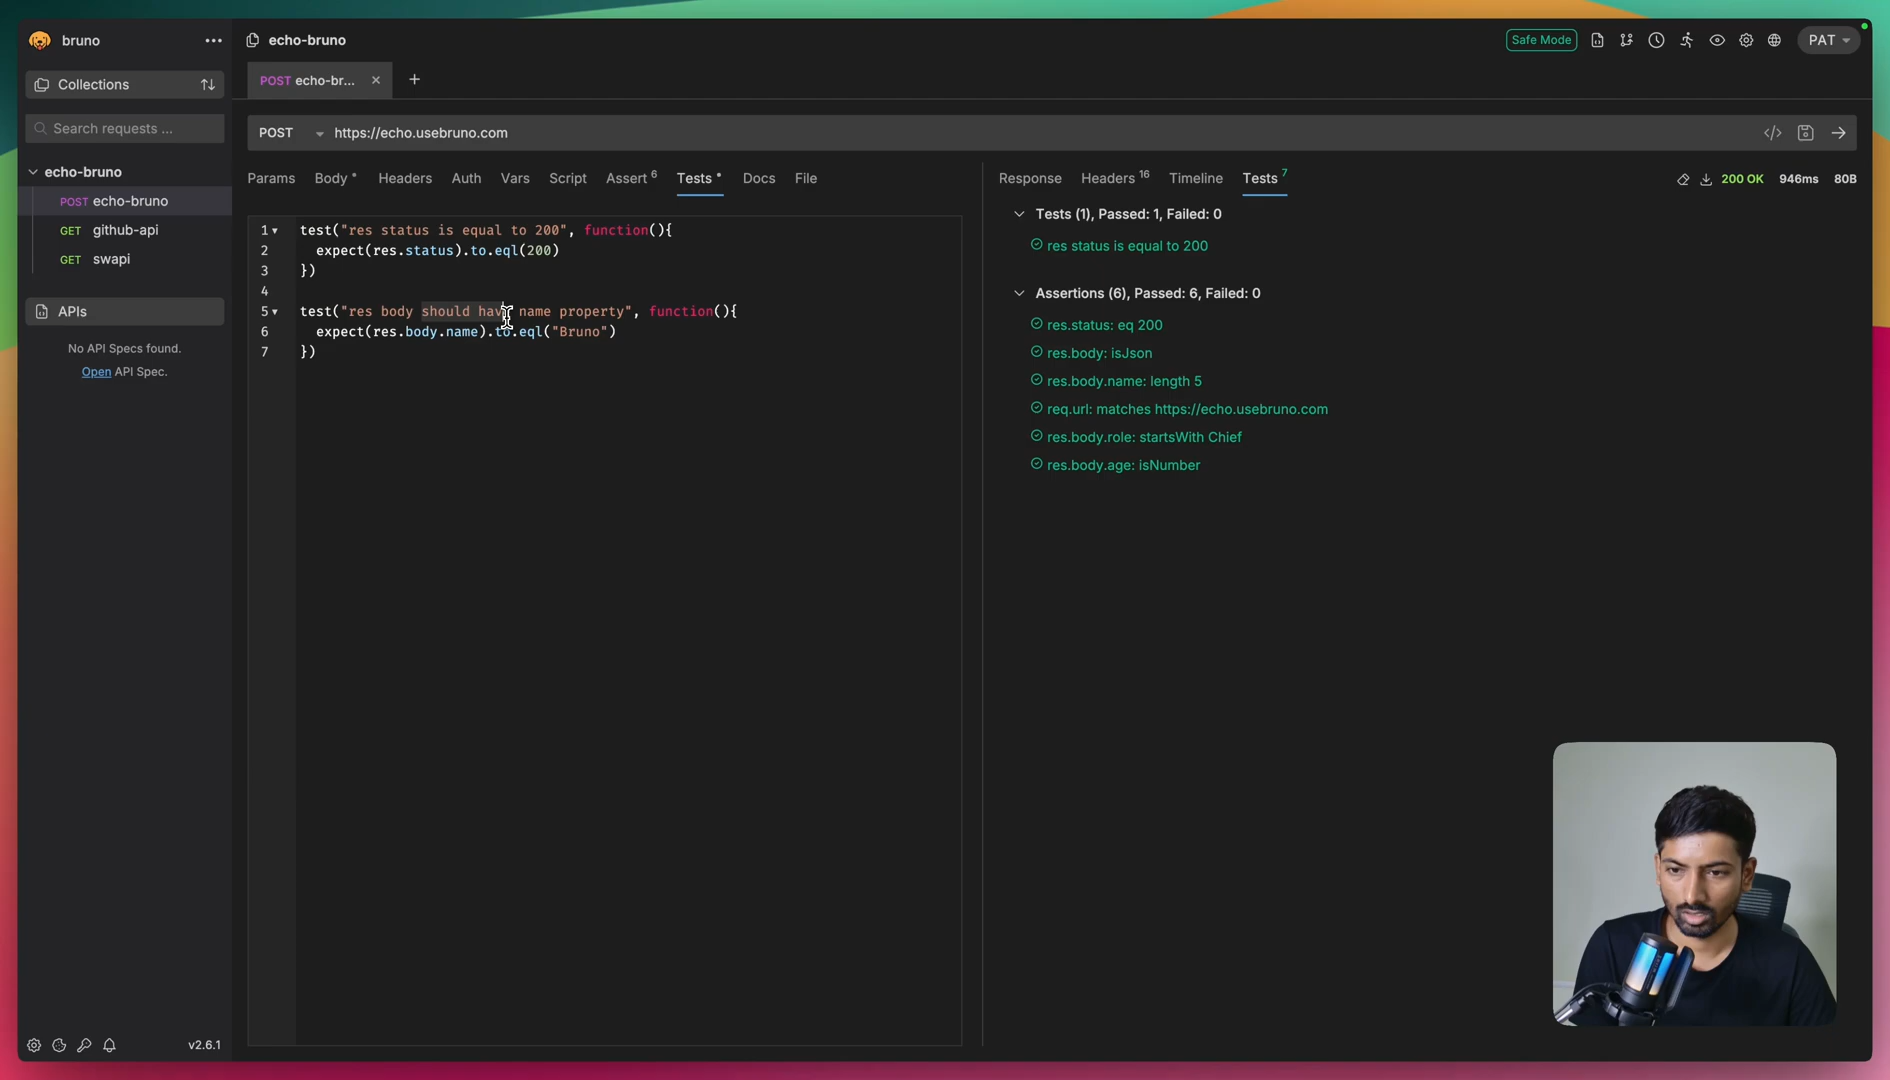 bruno
echo-bruno
Safe Mode
PAT
Collections
POST echo-br...
Search requests ...
POST https://echo.usebruno.com
echo-bruno
POST echo-bruno
GET github-api
GET swapi
APIs
No API Specs found.
Open API Spec.
v2.6.1
Params Body Headers Auth Vars Script Assert 6 Tests Docs File
1 test("res status is equal to 200", function(){
2 expect(res.status).to.eql(200)
3 })
4
5 test("res body should have name property", function(){
6 expect(res.body.name).to.eql("Bruno")
7 })
Response Headers 16 Timeline Tests 7 200 OK 946ms 80B
Tests (1), Passed: 1, Failed: 0
res status is equal to 200
Assertions (6), Passed: 6, Failed: 0
res.status: eq 200
res.body: isJson
res.body.name: length 5
req.url: matches https://echo.usebruno.com
res.body.role: startsWith Chief
res.body.age: isNumber